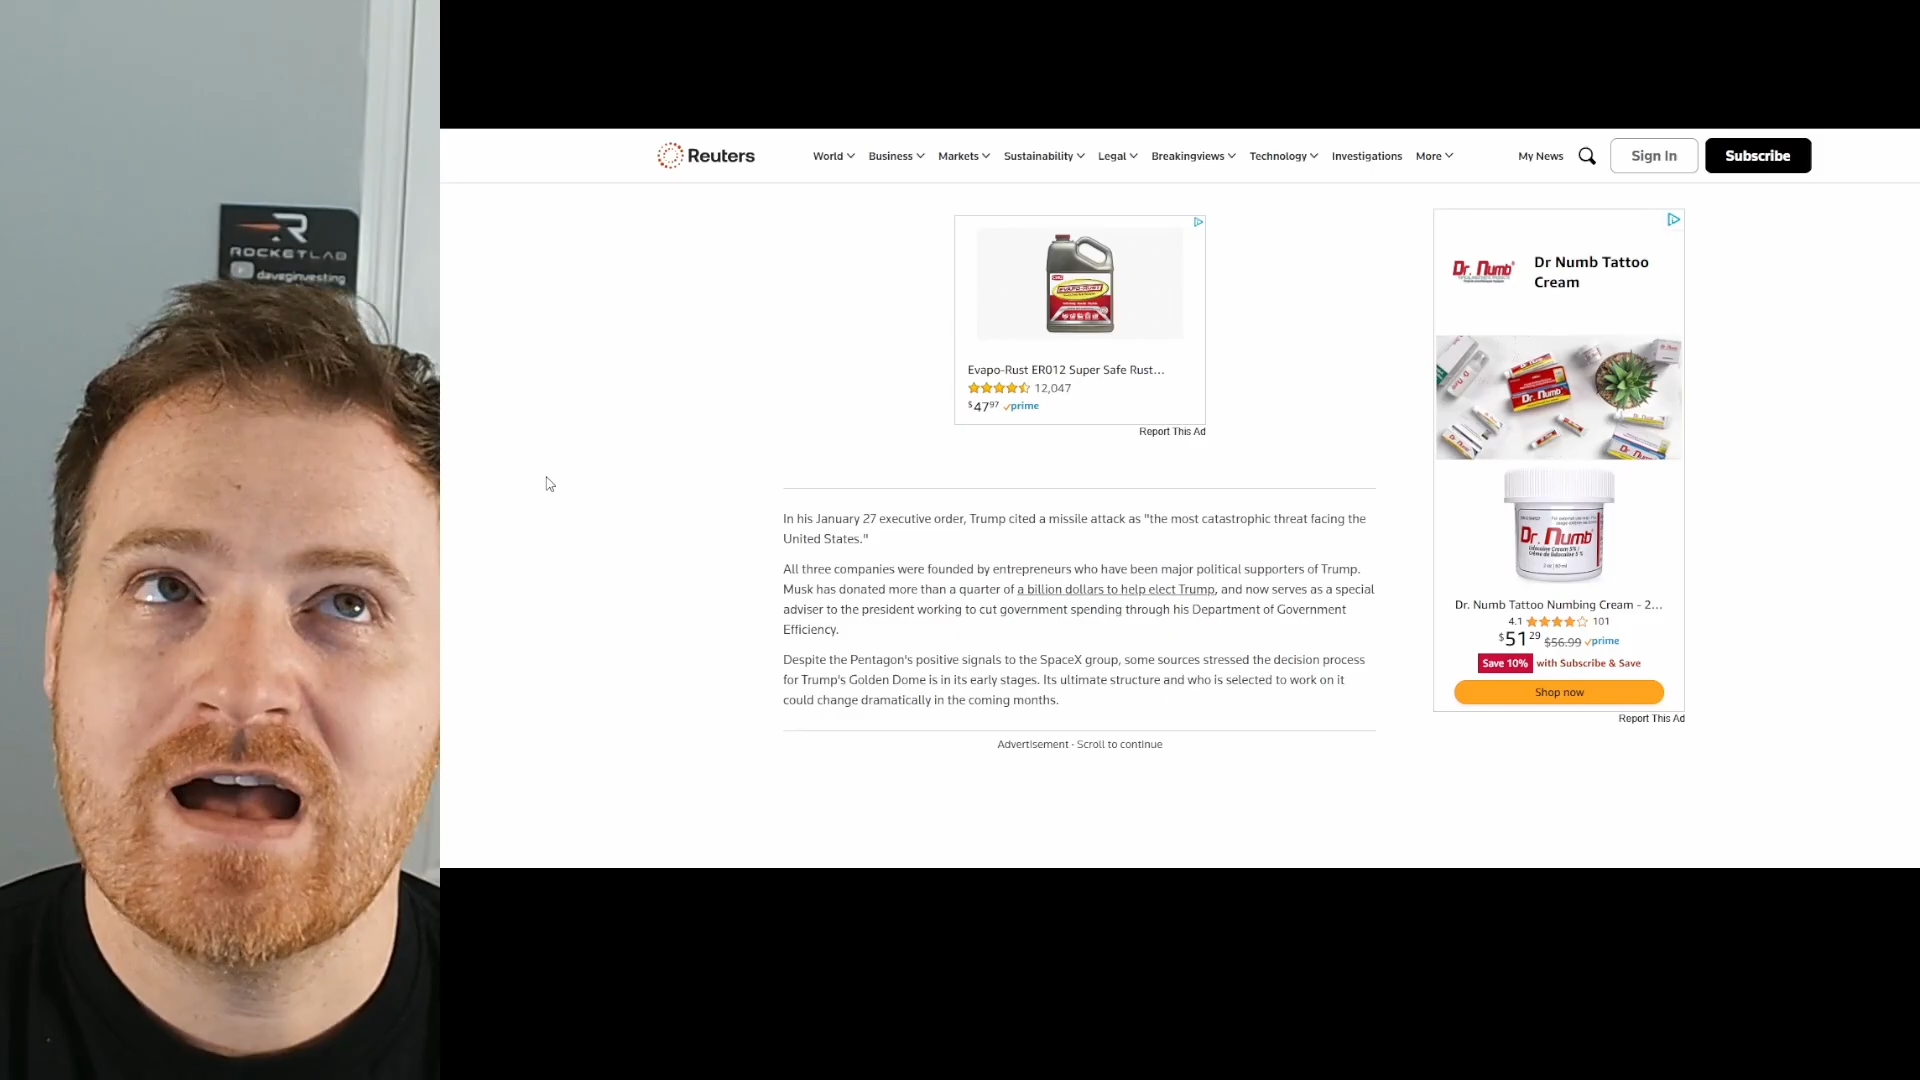 ROCKETLAB
daveginvesting
Reuters
World Business Markets Sustainability Legal Breakingviews Technology Investigations More My News Sign In Subscribe
Evapo-Rust ER012 Super Safe Rust...
12,047
$47⁹⁷ prime
Report This Ad
In his January 27 executive order, Trump cited a missile attack as "the most catastrophic threat facing the
United States."
All three companies were founded by entrepreneurs who have been major political supporters of Trump.
Musk has donated more than a quarter of a billion dollars to help elect Trump, and now serves as a special
adviser to the president working to cut government spending through his Department of Government
Efficiency.
Despite the Pentagon's positive signals to the SpaceX group, some sources stressed the decision process
for Trump's Golden Dome is in its early stages. Its ultimate structure and who is selected to work on it
could change dramatically in the coming months.
Advertisement · Scroll to continue
Dr. Numb
Dr Numb Tattoo
Cream
Dr. Numb
Dr. Numb
Dr. Numb Tattoo Numbing Cream - 2...
4.1 101
$51²⁹ $56.99 prime
Save 10% with Subscribe & Save
Shop now
Report This Ad